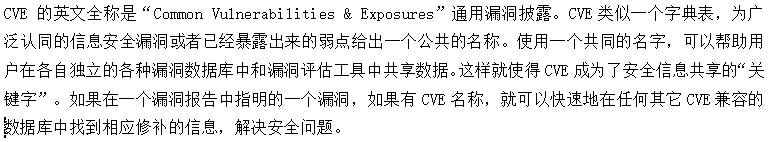 CVE 的英文全称是“Common Vulnerabilities & Exposures”通用漏洞披露。CVE 类似一个字典表，为广
泛认同的信息安全漏洞或者已经暴露出来的弱点给出一个公共的名称。使用一个共同的名字，可以帮助用
户在各自独立的各种漏洞数据库中和漏洞评估工具中共享数据。这样就使得 CVE 成为了安全信息共享的“关
键字”。如果在一个漏洞报告中指明的一个漏洞，如果有 CVE 名称，就可以快速地在任何其它 CVE 兼容的
数据库中找到相应修补的信息，解决安全问题。